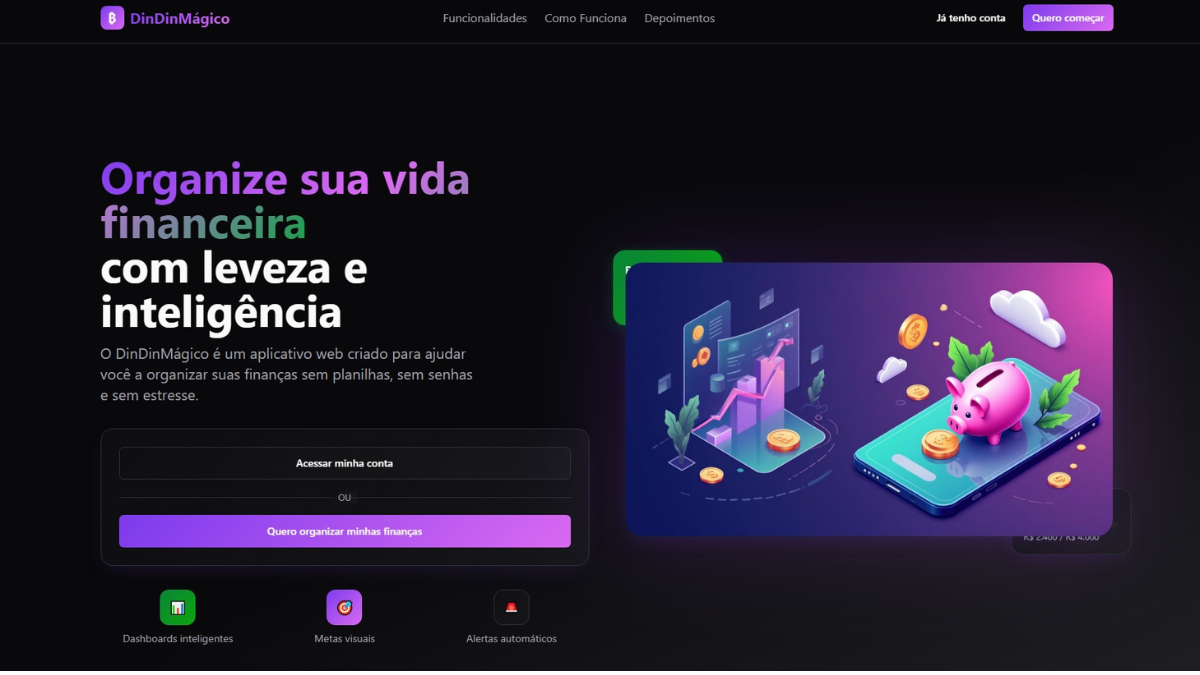 DinDinMágico
Funcionalidades
Como Funciona
Depoimentos
Já tenho conta
Quero começar
Organize sua vida
financeira
com leveza e
inteligência
O DinDinMágico é um aplicativo web criado para ajudar
você a organizar suas finanças sem planilhas, sem senhas
e sem estresse.
Acessar minha conta
OU
Quero organizar minhas finanças
R$ 2.400 / R$ 4.000
Dashboards inteligentes
Metas visuais
Alertas automáticos